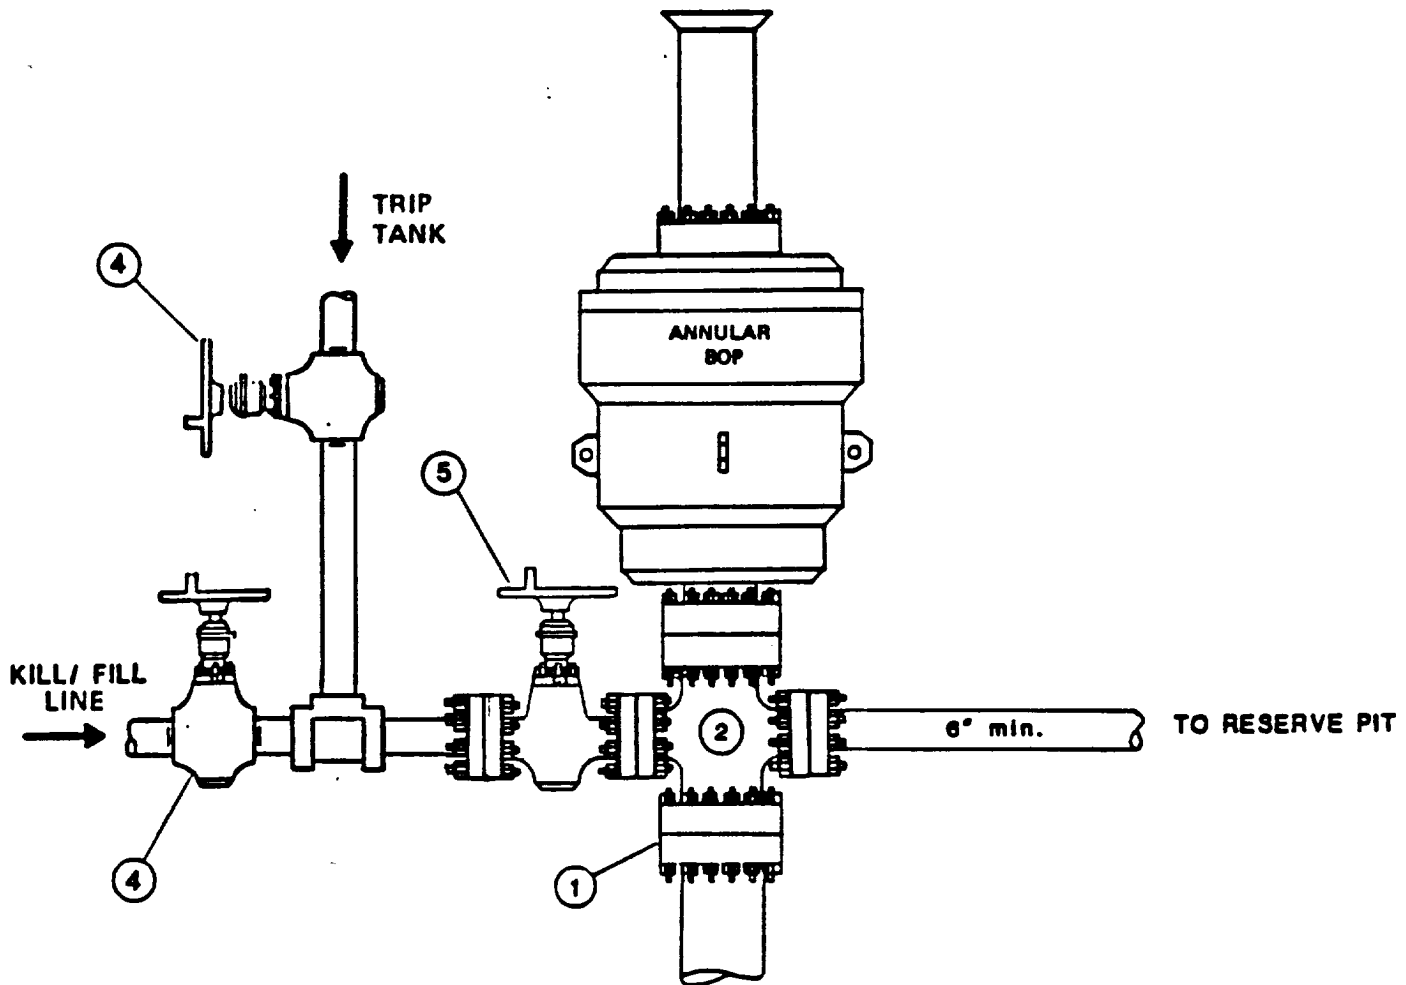 TRIP
TANK
4
ANNULAR
BOP
5
KILL/ FILL
LINE
2
6" min.
TO RESERVE PIT
4
1